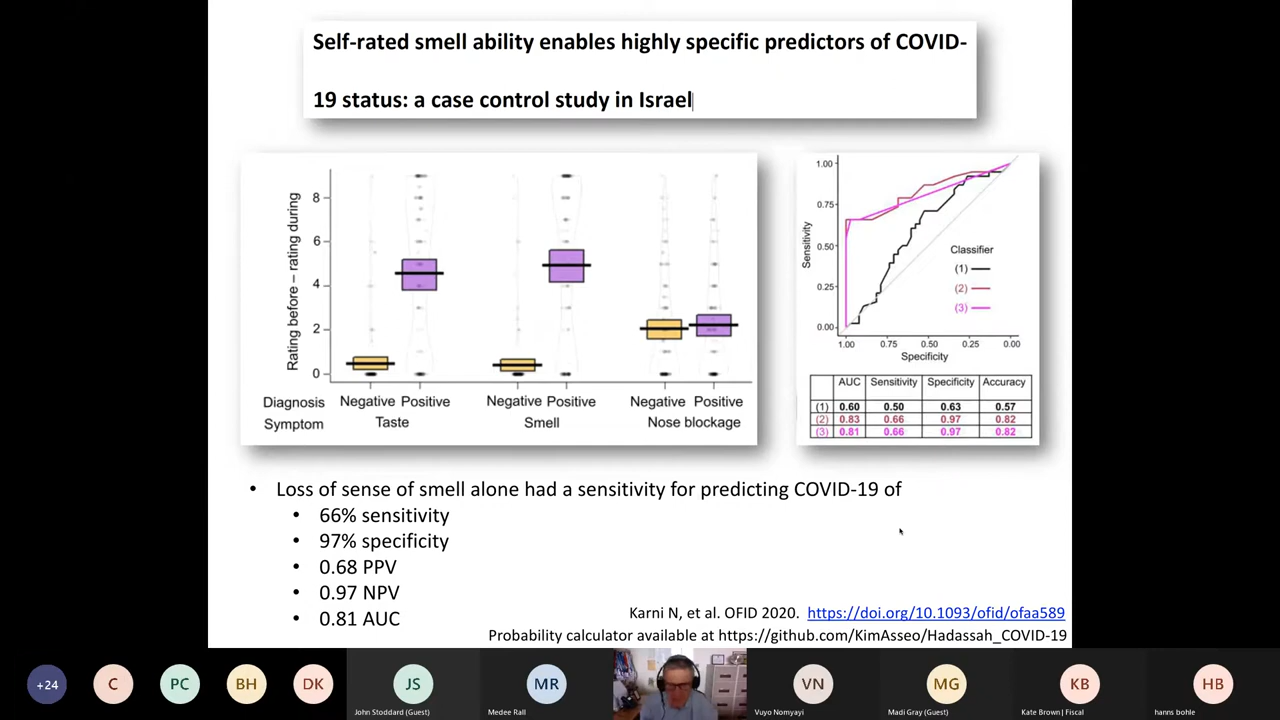 Self-rated smell ability enables highly specific predictors of COVID-
19 status: a case control study in Israel
Rating before – rating during
8
6
4
2
0
Diagnosis Negative Positive Negative Positive Negative Positive
Symptom Taste Smell Nose blockage
Sensitivity
1.00
0.75
0.50
0.25
0.00
Classifier
(1)
(2)
(3)
1.00 0.75 0.50 0.25 0.00
Specificity
AUC Sensitivity Specificity Accuracy
(1) 0.60 0.50 0.63 0.57
(2) 0.83 0.66 0.97 0.82
(3) 0.81 0.66 0.97 0.82
• Loss of sense of smell alone had a sensitivity for predicting COVID-19 of
• 66% sensitivity
• 97% specificity
• 0.68 PPV
• 0.97 NPV
• 0.81 AUC
Karni N, et al. OFID 2020. https://doi.org/10.1093/ofid/ofaa589
Probability calculator available at https://github.com/KimAsseo/Hadassah_COVID-19
+24 C PC BH DK JS MR VN MG KB HB
John Stoddard (Guest) Medee Rall Vuyo Nomyayi Madi Gray (Guest) Kate Brown | Fiscal hanns bohle